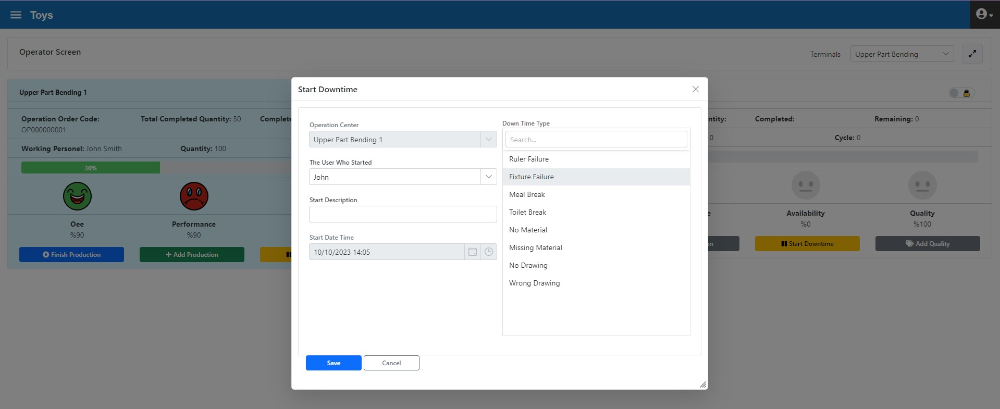 Toys
Operator Screen
Terminals
Upper Part Bending
Upper Part Bending 1
Operation Order Code:
OP000000001
Total Completed Quantity: 30
Complete
Working Personel: John Smith
Quantity: 100
30%
Oee
%90
Performance
%90
Finish Production
Add Production
Start Downtime
Operation Center
Upper Part Bending 1
The User Who Started
John
Start Description
Start Date Time
10/10/2023 14:05
Down Time Type
Search...
Ruler Failure
Fixture Failure
Meal Break
Toilet Break
No Material
Missing Material
No Drawing
Wrong Drawing
Save
Cancel
ntity:
Completed:
Remaining: 0
0
Cycle: 0
e
Availability
%0
Quality
%100
on
Start Downtime
Add Quality